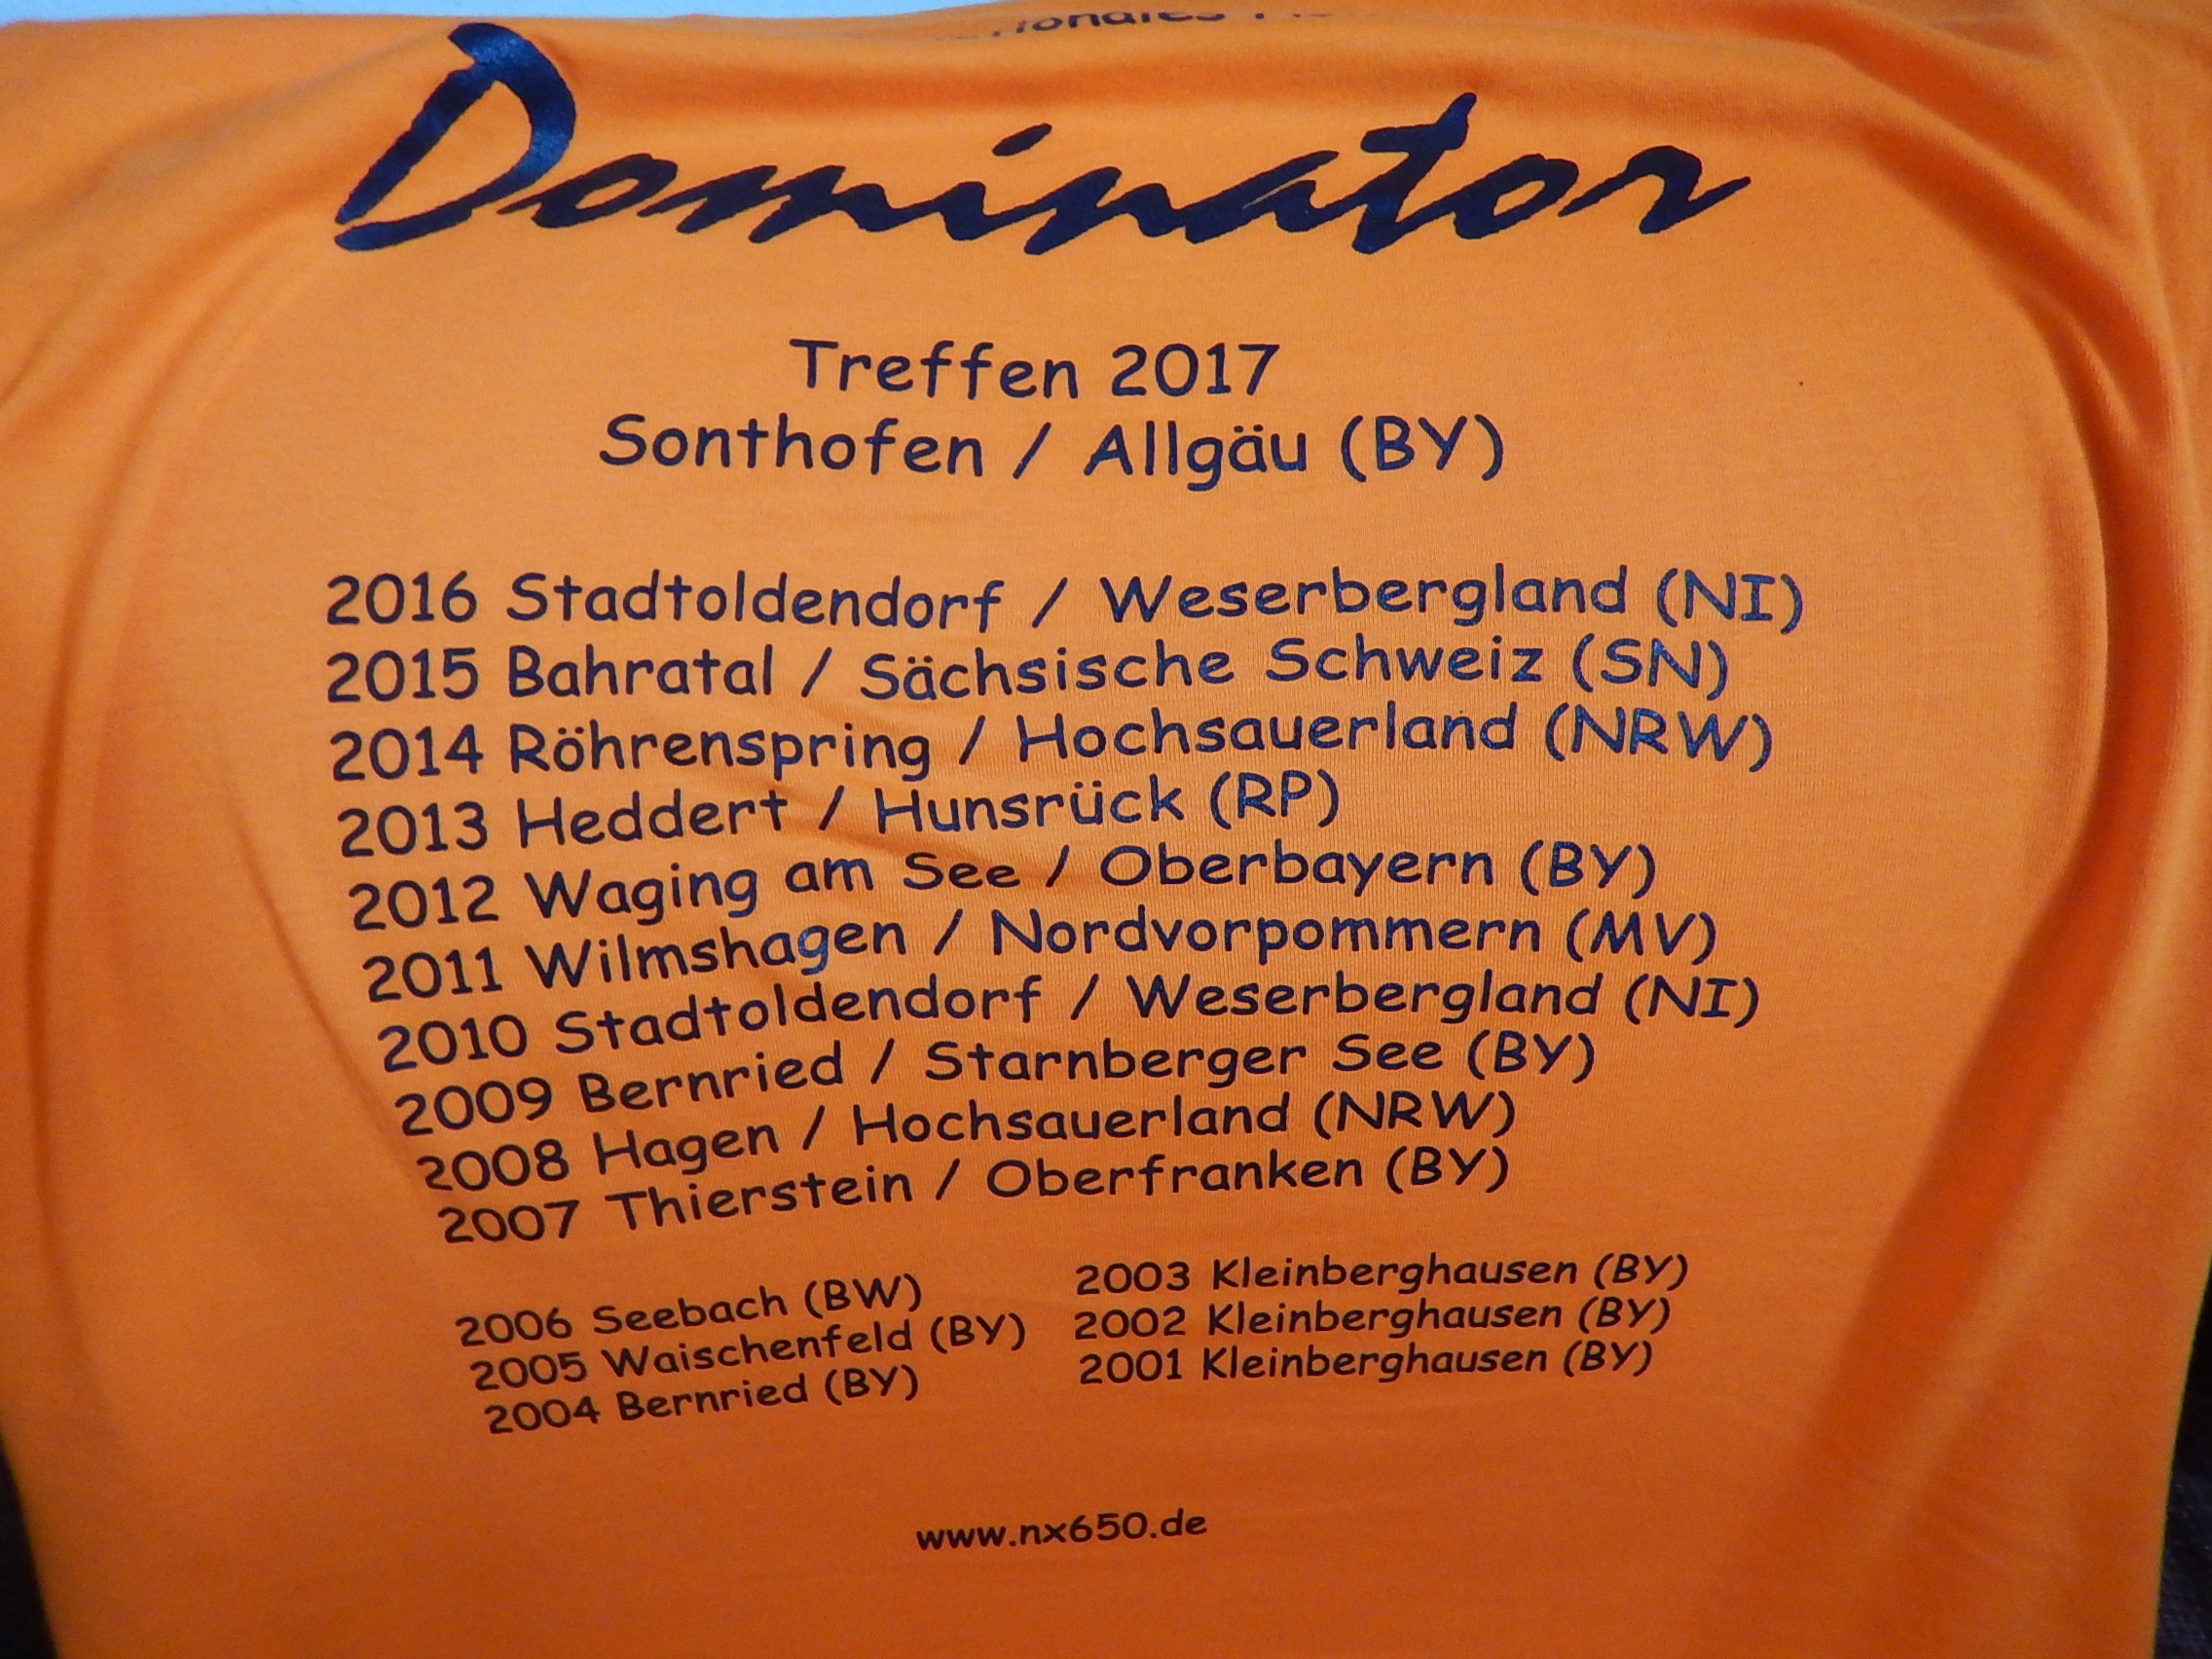 Dominator
Treffen 2017
Sonthofen / Allgäu (BY)
2016 Stadtoldendorf / Weserbergland (NI)
2015 Bahratal / Sächsische Schweiz (SN)
2014 Röhrenspring / Hochsauerland (NRW)
2013 Heddert / Hunsrück (RP)
2012 Waging am See / Oberbayern (BY)
2011 Wilmshagen / Nordvorpommern (MV)
2010 Stadtoldendorf / Weserbergland (NI)
2009 Bernried / Starnberger See (BY)
2008 Hagen / Hochsauerland (NRW)
2007 Thierstein / Oberfranken (BY)
2006 Seebach (BW)
2005 Waischenfeld (BY)
2004 Bernried (BY)
2003 Kleinberghausen (BY)
2002 Kleinberghausen (BY)
2001 Kleinberghausen (BY)
www.nx650.de